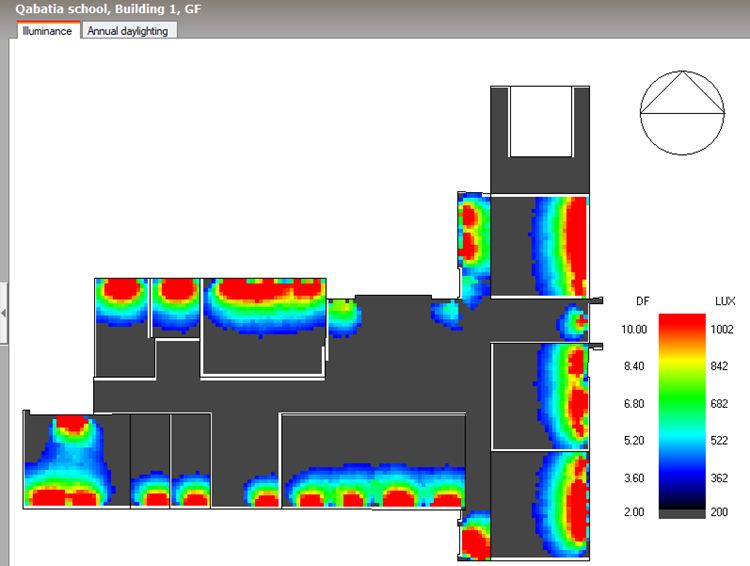 Qabatia school, Building 1, GF
Illuminance Annual daylighting
DF LUX
10.00 1002
8.40 842
6.80 682
5.20 522
3.60 362
2.00 200